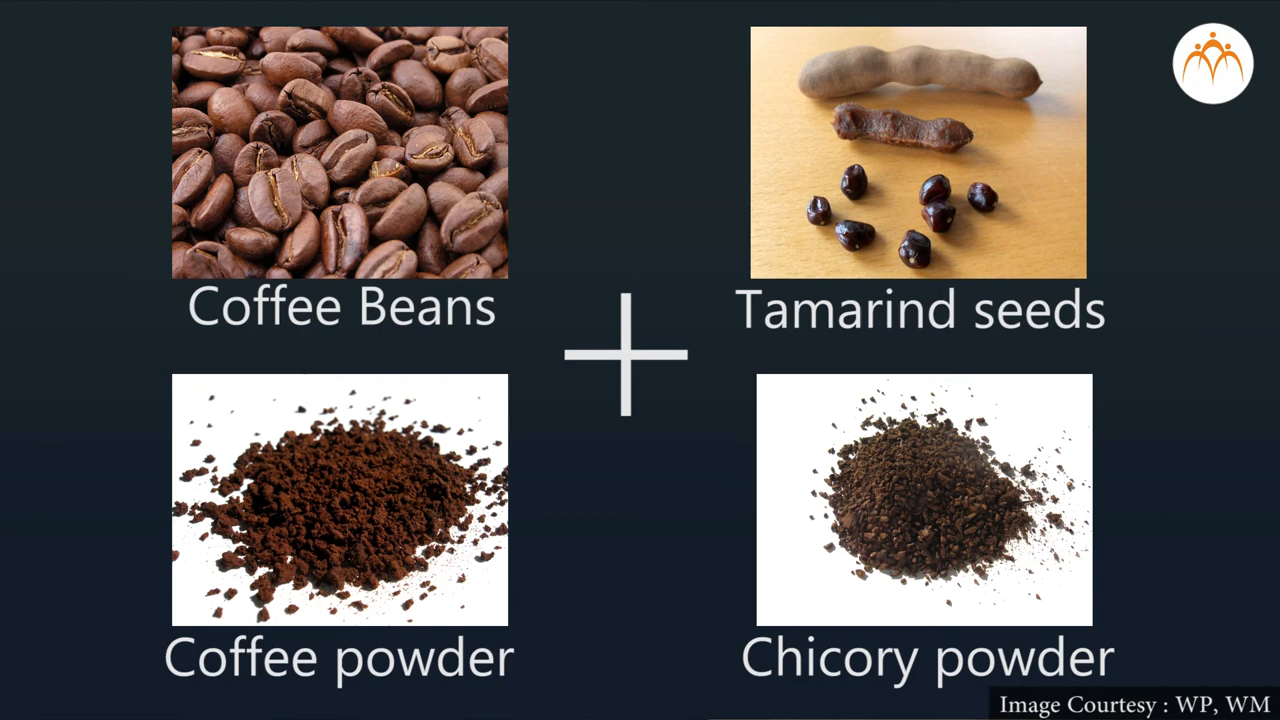 Coffee Beans
Tamarind seeds
Coffee powder
Chicory powder
Image Courtesy : WP, WM